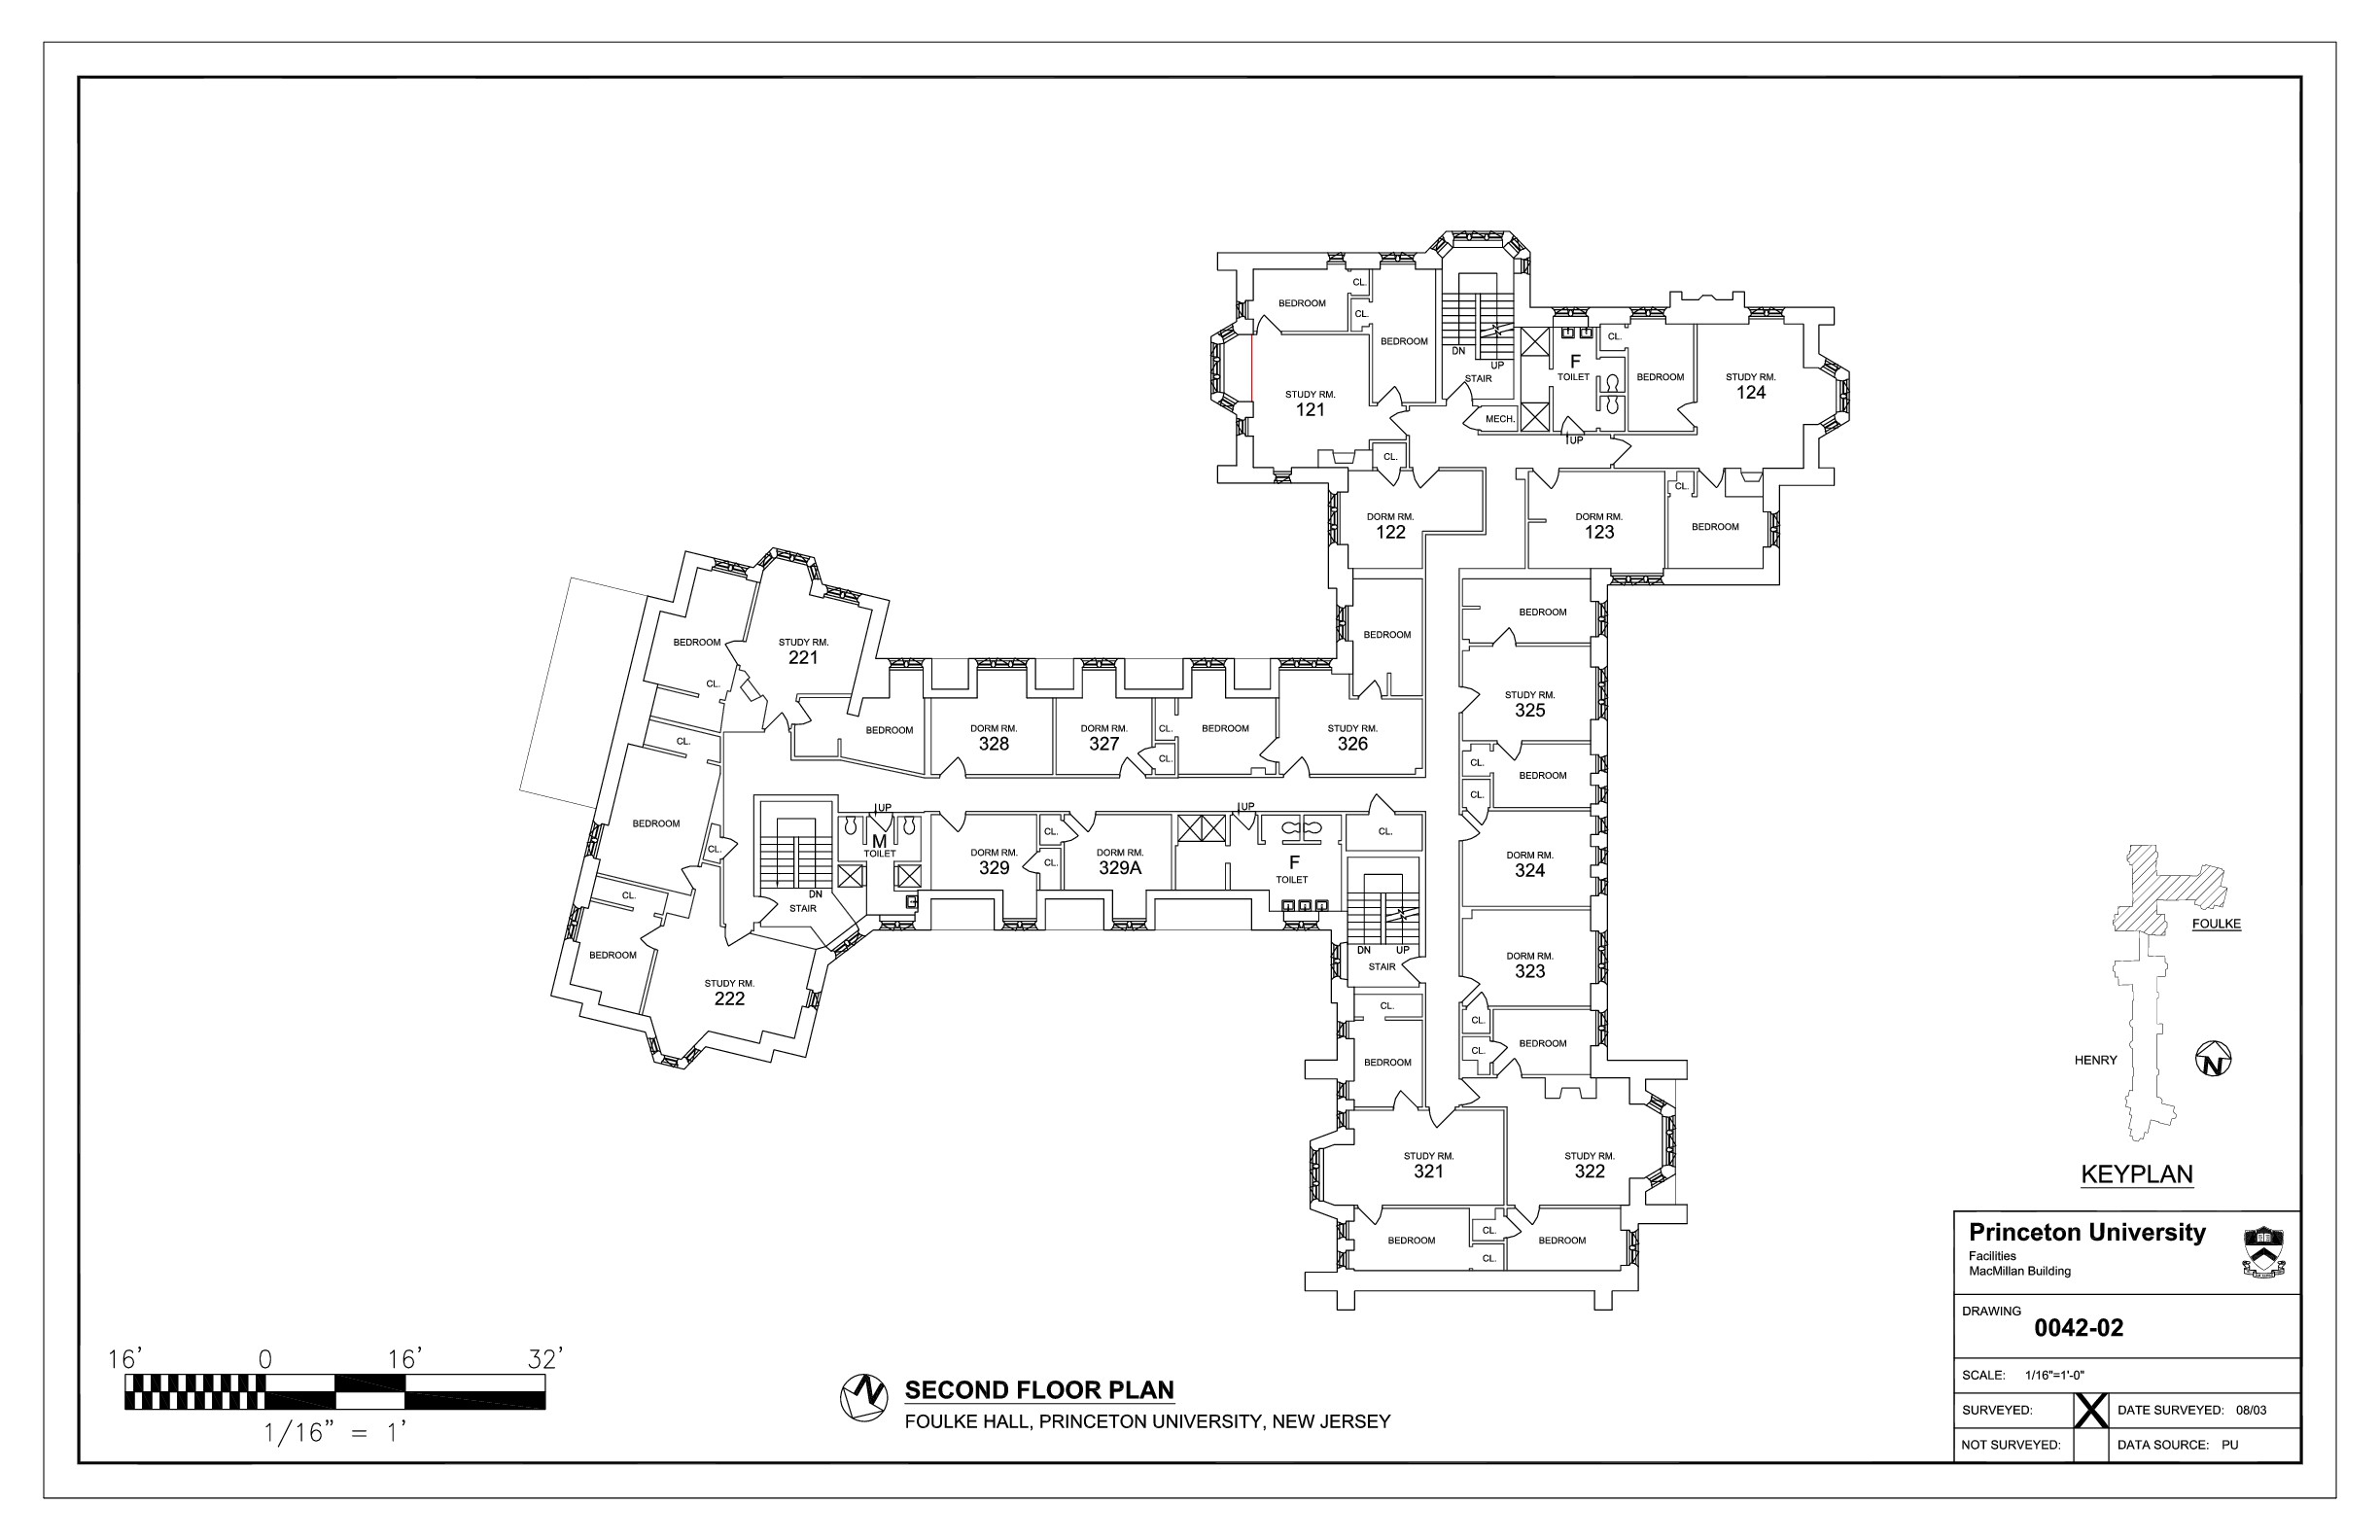 CL.
BEDROOM
CL.
BEDROOM
DN
UP
STAIR
STUDY RM.
121
MECH.
F
TOILET
UP
CL.
BEDROOM
STUDY RM.
124
CL.
DORM RM.
122
DORM RM.
123
CL.
BEDROOM
BEDROOM
BEDROOM
STUDY RM.
325
CL.
BEDROOM
CL.
DORM RM.
324
DORM RM.
323
CL.
BEDROOM
CL.
BEDROOM
STUDY RM.
221
CL.
CL.
BEDROOM
BEDROOM
DORM RM.
328
DORM RM.
327
CL.
CL.
BEDROOM
STUDY RM.
326
CL.
CL.
BEDROOM
STUDY RM.
222
DN
STAIR
UP
M
TOILET
DORM RM.
329
CL.
CL.
DORM RM.
329A
UP
F
TOILET
CL.
DN
UP
STAIR
CL.
BEDROOM
STUDY RM.
321
STUDY RM.
322
BEDROOM
CL.
CL.
BEDROOM
FOULKE
HENRY
N
KEYPLAN
Princeton University
Facilities
MacMillan Building
DRAWING
0042-02
SCALE: 1/16"=1'-0"
SURVEYED: X DATE SURVEYED: 08/03
NOT SURVEYED: DATA SOURCE: PU
16' 0 16' 32'
1/16" = 1'
N
SECOND FLOOR PLAN
FOULKE HALL, PRINCETON UNIVERSITY, NEW JERSEY